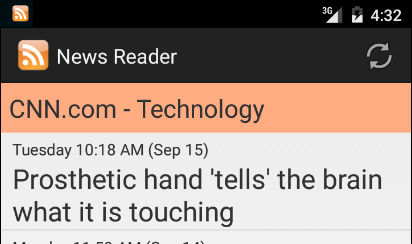 3G 4:32
News Reader
CNN.com - Technology
Tuesday 10:18 AM (Sep 15)
Prosthetic hand 'tells' the brain
what it is touching